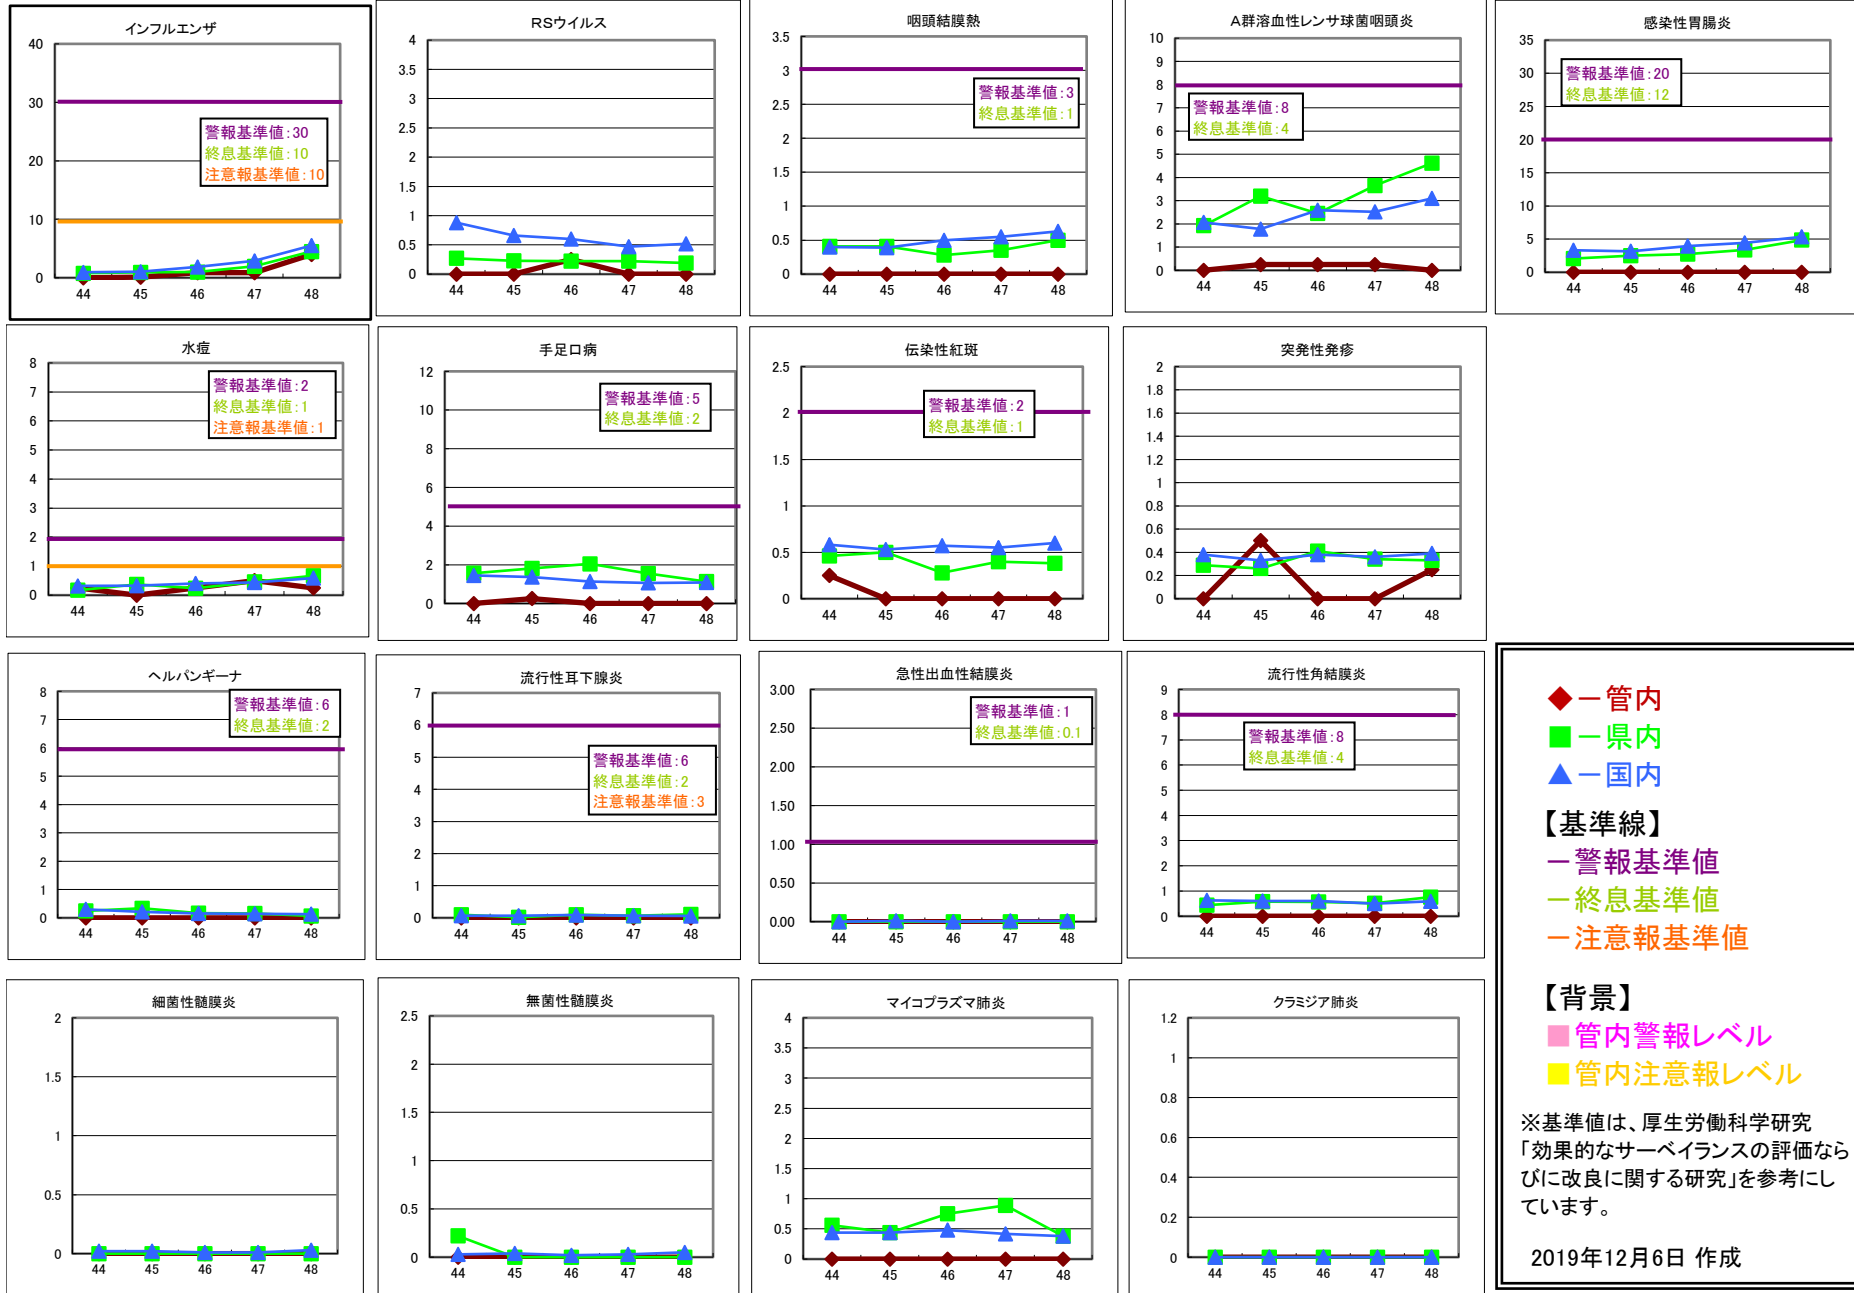 インフルエンザ
40
30
20
10
0
44 45 46 47 48
警報基準値:30
終息基準値:10
注意報基準値:10
RSウイルス
4
3.5
3
2.5
2
1.5
1
0.5
0
44 45 46 47 48
咽頭結膜熱
3.5
3
2.5
2
1.5
1
0.5
0
44 45 46 47 48
警報基準値:3
終息基準値:1
A群溶血性レンサ球菌咽頭炎
10
9
8
7
6
5
4
3
2
1
0
44 45 46 47 48
警報基準値:8
終息基準値:4
感染性胃腸炎
35
30
25
20
15
10
5
0
44 45 46 47 48
警報基準値:20
終息基準値:12
水痘
8
7
6
5
4
3
2
1
0
44 45 46 47 48
警報基準値:2
終息基準値:1
注意報基準値:1
手足口病
12
10
8
6
4
2
0
44 45 46 47 48
警報基準値:5
終息基準値:2
伝染性紅斑
2.5
2
1.5
1
0.5
0
44 45 46 47 48
警報基準値:2
終息基準値:1
突発性発疹
2
1.8
1.6
1.4
1.2
1
0.8
0.6
0.4
0.2
0
44 45 46 47 48
ヘルパンギーナ
8
7
6
5
4
3
2
1
0
44 45 46 47 48
警報基準値:6
終息基準値:2
流行性耳下腺炎
7
6
5
4
3
2
1
0
44 45 46 47 48
警報基準値:6
終息基準値:2
注意報基準値:3
急性出血性結膜炎
3.00
2.50
2.00
1.50
1.00
0.50
0.00
44 45 46 47 48
警報基準値:1
終息基準値:0.1
流行性角結膜炎
9
8
7
6
5
4
3
2
1
0
44 45 46 47 48
警報基準値:8
終息基準値:4
細菌性髄膜炎
2
1.5
1
0.5
0
44 45 46 47 48
無菌性髄膜炎
2.5
2
1.5
1
0.5
0
44 45 46 47 48
マイコプラズマ肺炎
4
3.5
3
2.5
2
1.5
1
0.5
0
44 45 46 47 48
クラミジア肺炎
1.2
1
0.8
0.6
0.4
0.2
0
44 45 46 47 48
◆－管内
■－県内
▲－国内
【基準線】
－警報基準値
－終息基準値
－注意報基準値
【背景】
■管内警報レベル
■管内注意報レベル
※基準値は、厚生労働科学研究
「効果的なサーベイランスの評価なら
びに改良に関する研究」を参考にし
ています。
2019年12月6日 作成